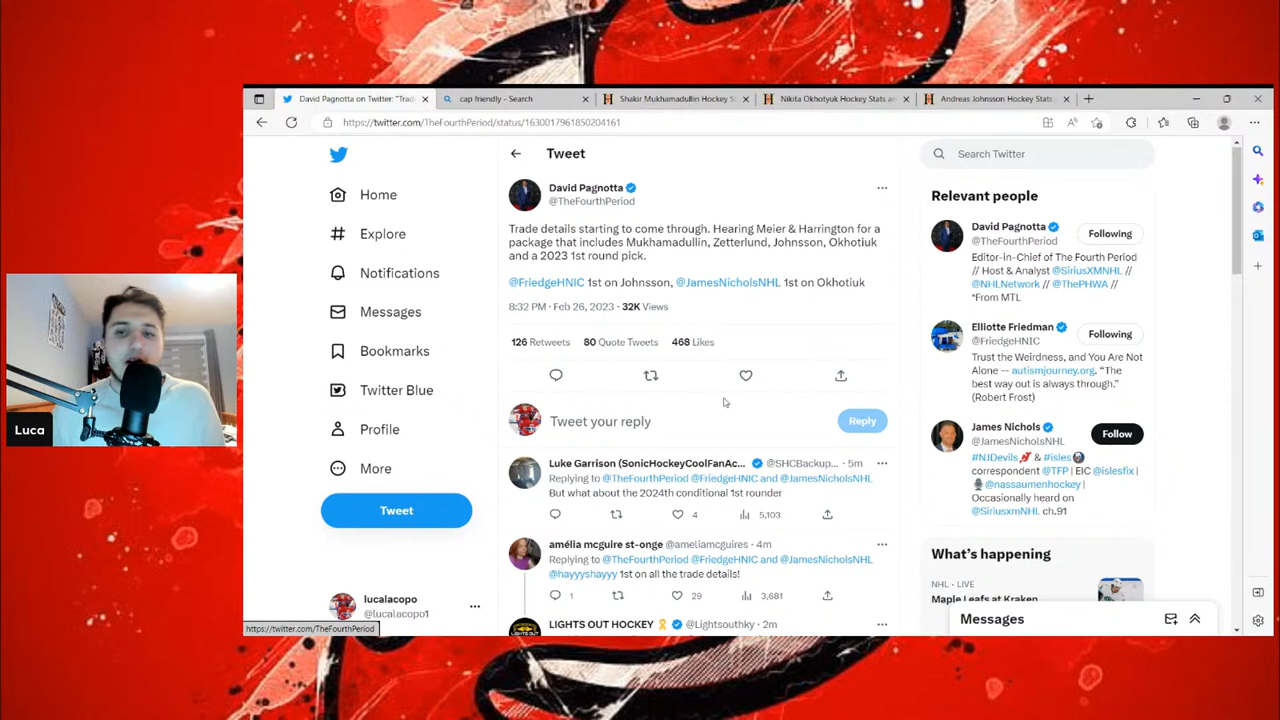 David Pagnotta on Twitter: "Trad
cap friendly - Search
Shakir Mukhamadullin Hockey S
Nikita Okhotyuk Hockey Stats an
Andreas Johnsson Hockey Stats
https://twitter.com/TheFourthPeriod/status/1630017961850204161
Home
Explore
Notifications
Messages
Bookmarks
Twitter Blue
Profile
More
Tweet
lucalacopo
@lucalacopo1
https://twitter.com/TheFourthPeriod
Luca
Tweet
David Pagnotta
@TheFourthPeriod
Trade details starting to come through. Hearing Meier & Harrington for a
package that includes Mukhamadullin, Zetterlund, Johnsson, Okhotiuk
and a 2023 1st round pick.
@FriedgeHNIC 1st on Johnsson, @JamesNicholsNHL 1st on Okhotiuk
8:32 PM · Feb 26, 2023 · 32K Views
126 Retweets 80 Quote Tweets 468 Likes
Tweet your reply
Reply
Luke Garrison (SonicHockeyCoolFanAc... @SHCBackup... · 5m
Replying to @TheFourthPeriod @FriedgeHNIC and @JamesNicholsNHL
But what about the 2024th conditional 1st rounder
4 5,103
amélia mcguire st-onge @ameliamcguires · 4m
Replying to @TheFourthPeriod @FriedgeHNIC and @JamesNicholsNHL
@hayyyshayyy 1st on all the trade details!
1 29 3,681
LIGHTS OUT HOCKEY @Lightsouthky · 2m
Search Twitter
Relevant people
David Pagnotta
@TheFourthPeriod
Following
Editor-in-Chief of The Fourth
Period // Host & Analyst @SiriusXMNHL //
@NHLNetwork // @ThePHWA //
*From MTL
Elliotte Friedman
@FriedgeHNIC
Following
Trust the Weirdness, and You Are
Not Alone -- autismjourney.org. "The
best way out is always through."
(Robert Frost)
James Nichols
@JamesNicholsNHL
Follow
#NJDevils & #isles
correspondent @TFP | EIC @islesfix |
@nassaumenhockey |
Occasionally heard on
@SiriusxmNHL ch.91
What's happening
NHL · LIVE
Maple Leafs at Kraken
Messages